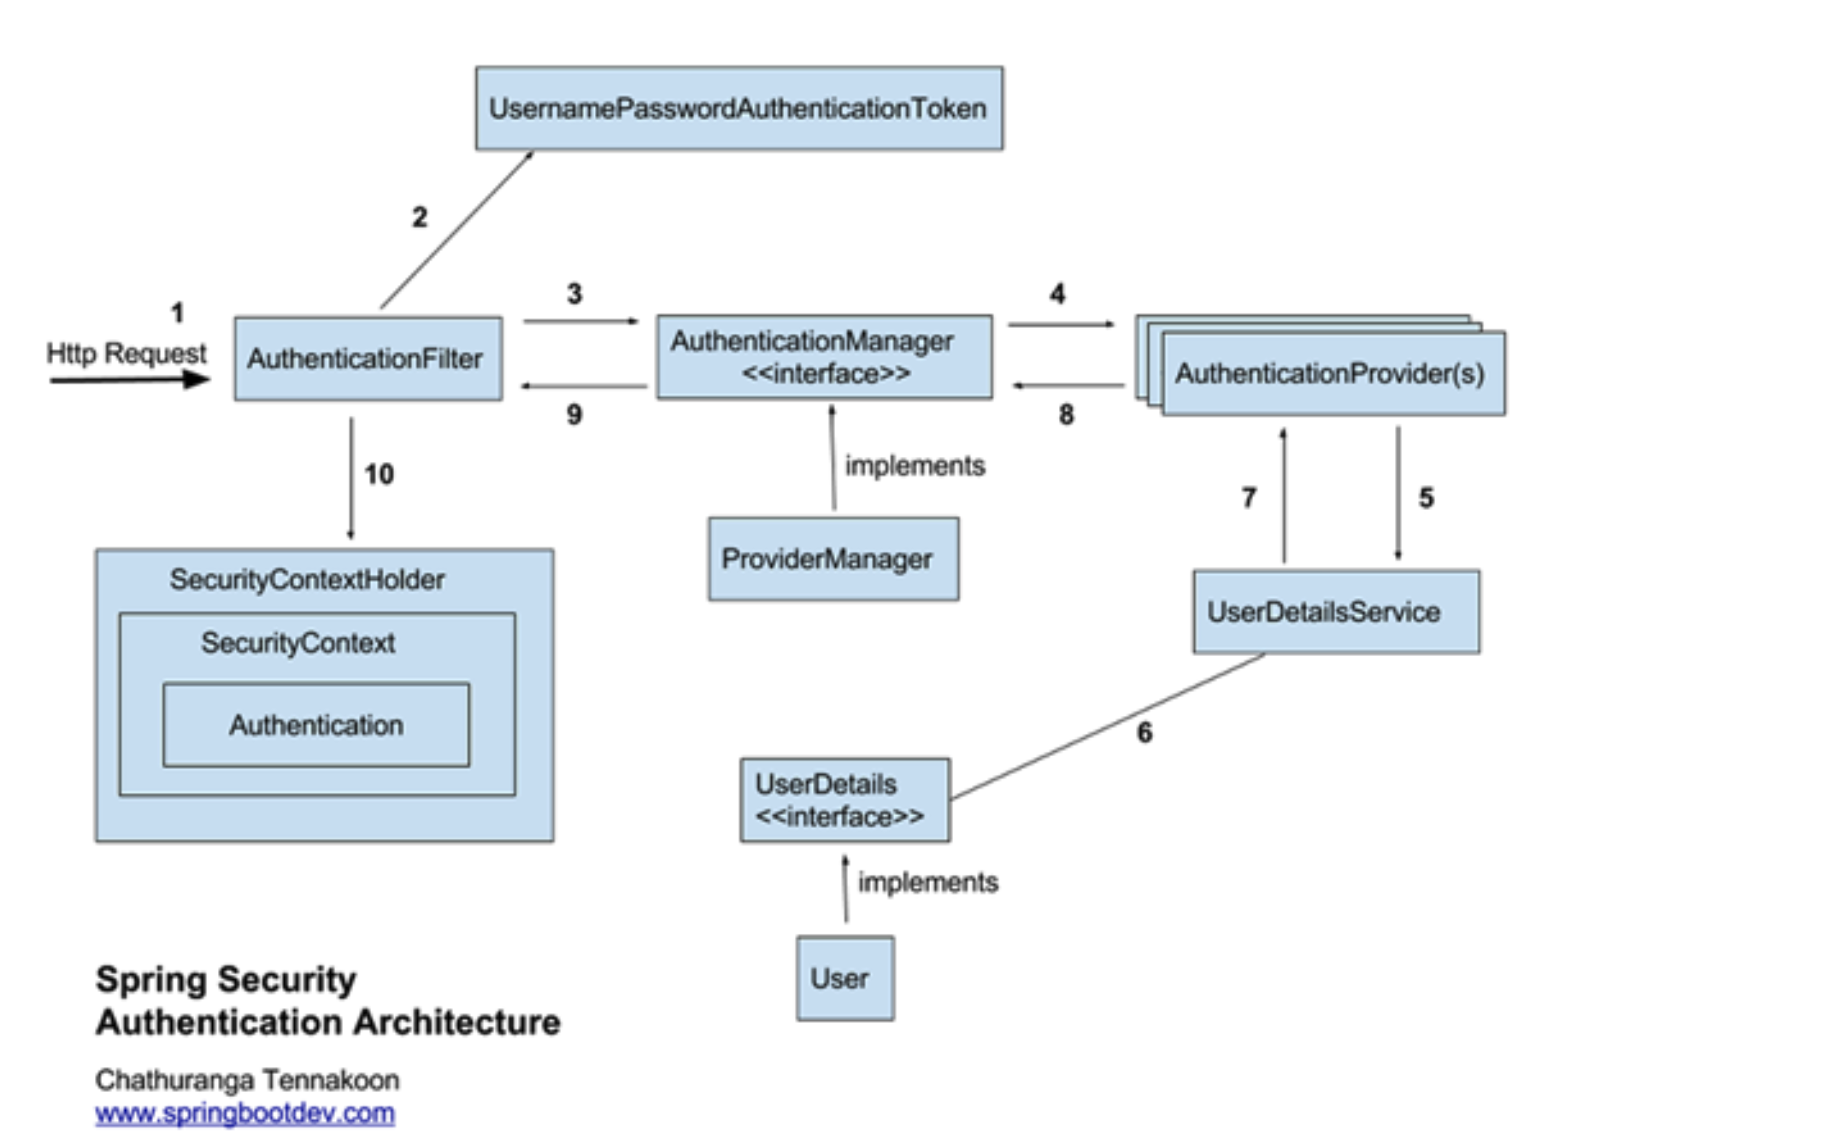 UsernamePasswordAuthenticationToken
2
1
Http Request
AuthenticationFilter
3
9
AuthenticationManager
<<interface>>
4
8
AuthenticationProvider(s)
10
implements
ProviderManager
7
5
UserDetailsService
SecurityContextHolder
SecurityContext
Authentication
6
UserDetails
<<interface>>
implements
User
Spring Security
Authentication Architecture
Chathuranga Tennakoon
www.springbootdev.com